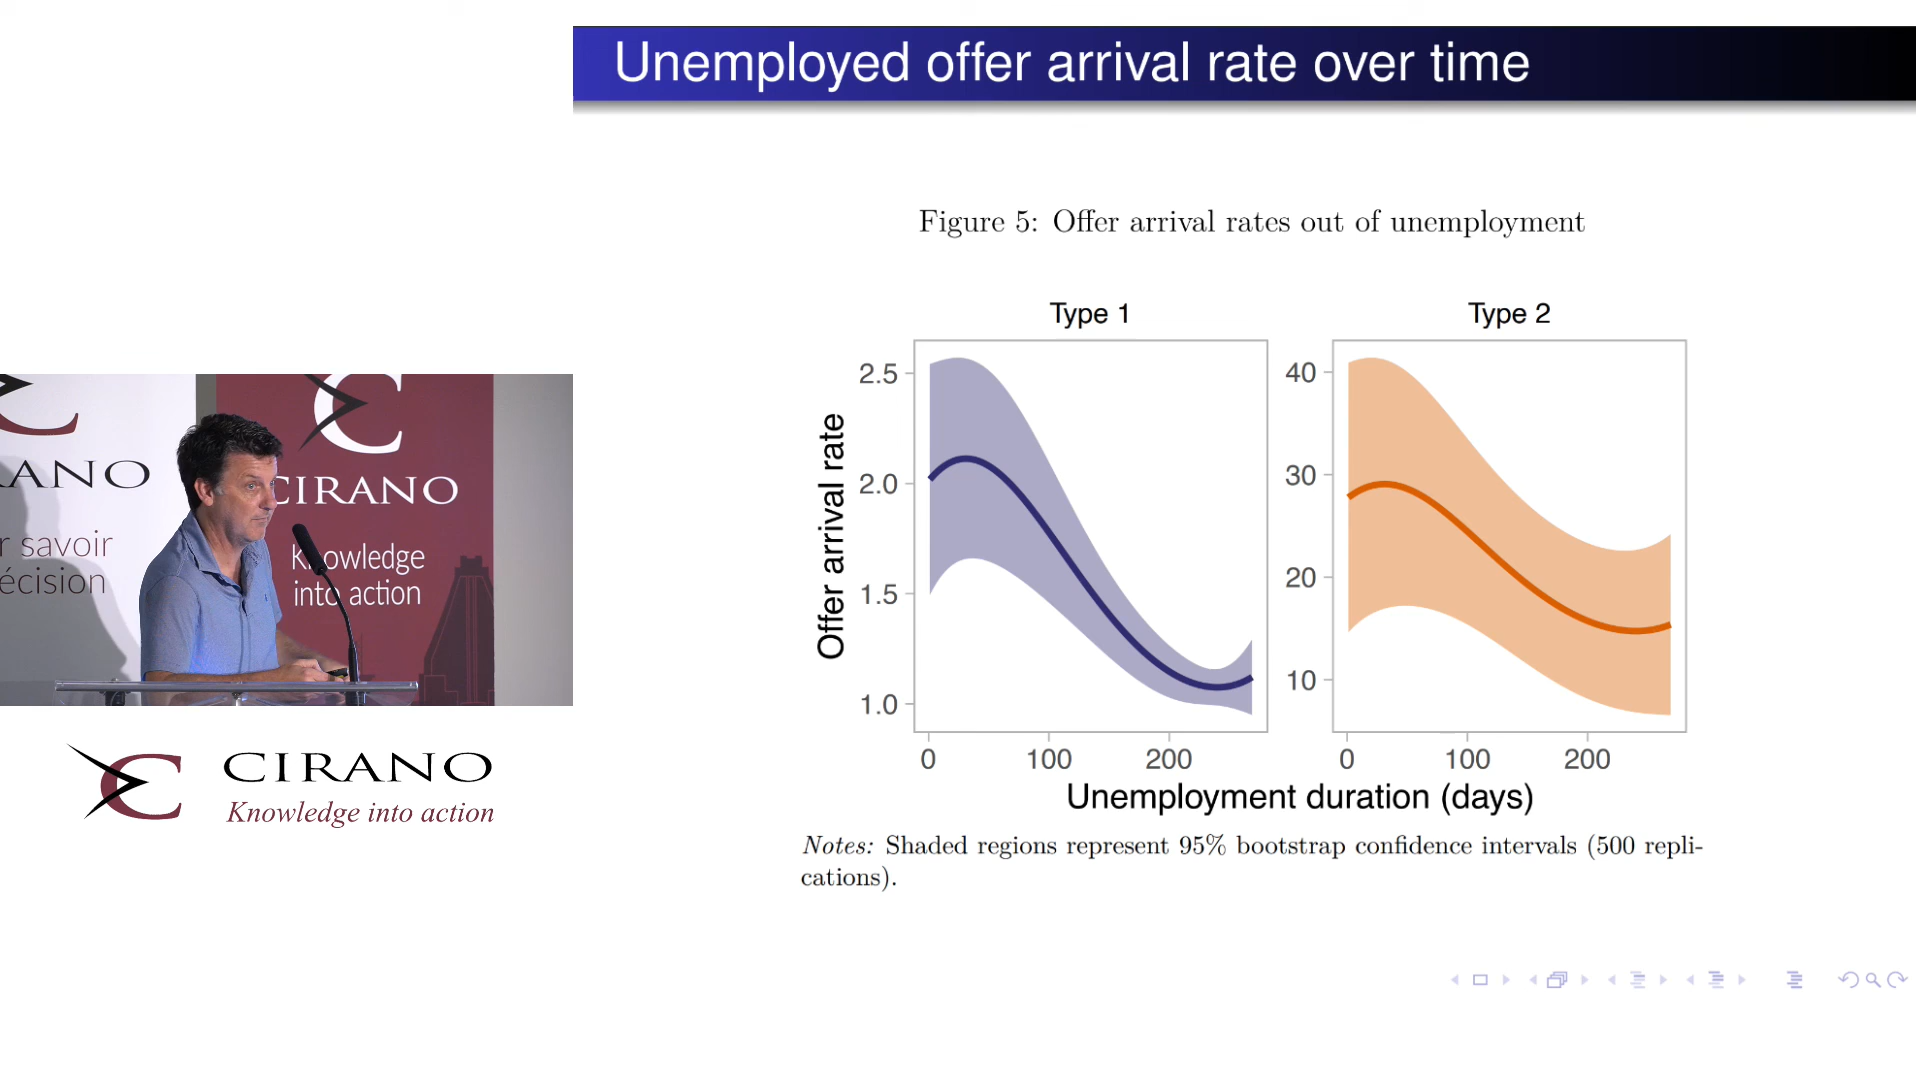 Unemployed offer arrival rate over time
Figure 5: Offer arrival rates out of unemployment
Type 1
Type 2
Offer arrival rate
2.5
2.0
1.5
1.0
40
30
20
10
0
100
200
0
100
200
Unemployment duration (days)
Notes: Shaded regions represent 95% bootstrap confidence intervals (500 repli-
cations).
ANO
r savoir
écision
CIRANO
Knowledge
into action
CIRANO
Knowledge into action